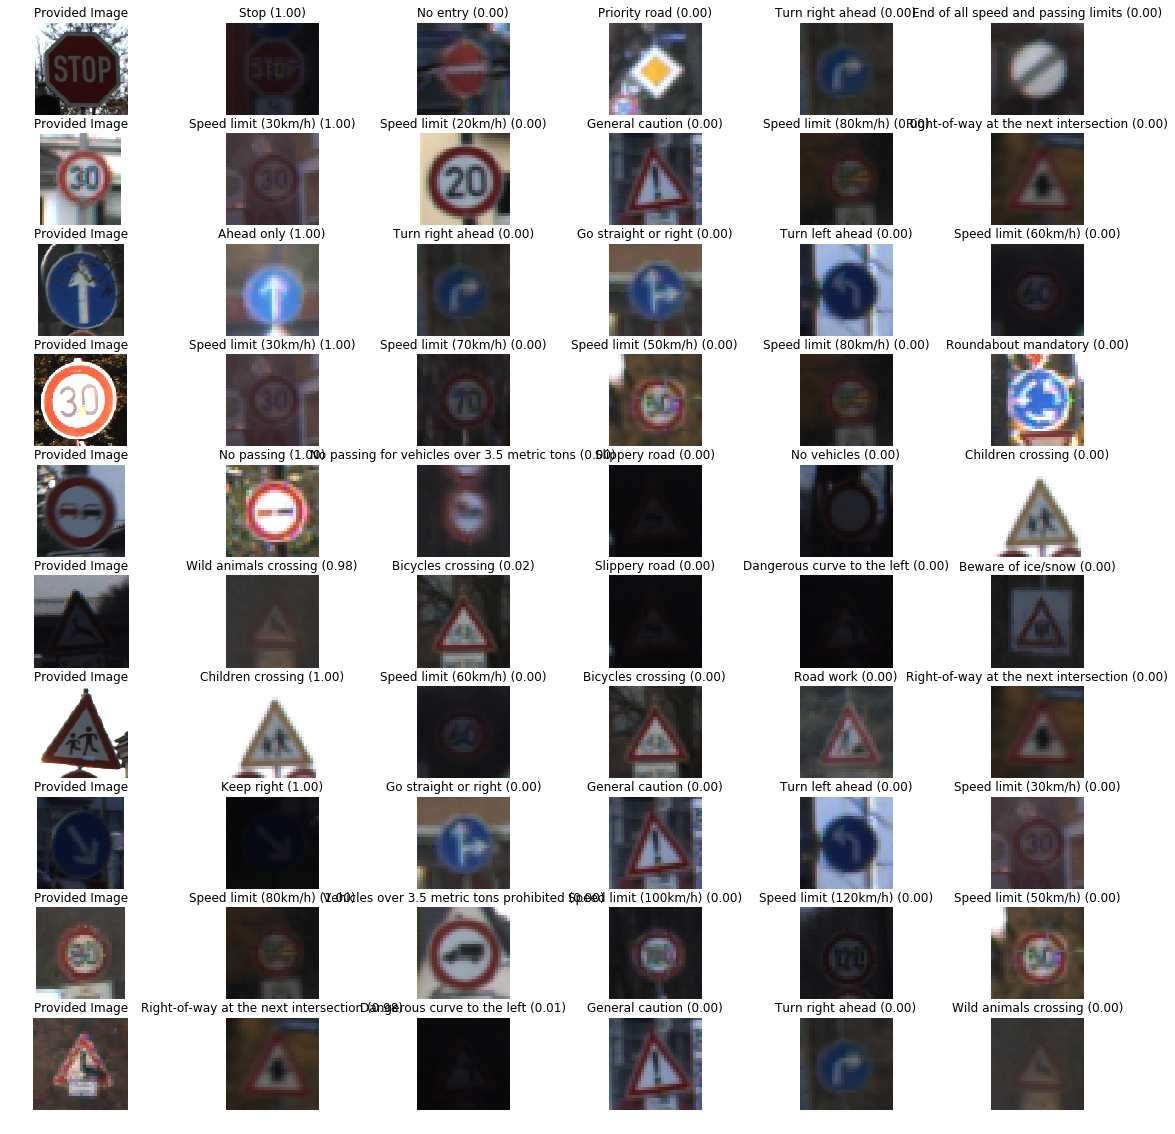 Provided Image Stop (1.00) No entry (0.00) Priority road (0.00) Turn right ahead (0.00) End of all speed and passing limits (0.00)
STOP STOP
Provided Image Speed limit (30km/h) (1.00) Speed limit (20km/h) (0.00) General caution (0.00) Speed limit (80km/h) (0.00) Right-of-way at the next intersection (0.00)
30 30 20
Provided Image Ahead only (1.00) Turn right ahead (0.00) Go straight or right (0.00) Turn left ahead (0.00) Speed limit (60km/h) (0.00)
60
Provided Image Speed limit (30km/h) (1.00) Speed limit (70km/h) (0.00) Speed limit (50km/h) (0.00) Speed limit (80km/h) (0.00) Roundabout mandatory (0.00)
30 30 70 50
Provided Image No passing (1.00) No passing for vehicles over 3.5 metric tons (0.00) Slippery road (0.00) No vehicles (0.00) Children crossing (0.00)
Provided Image Wild animals crossing (0.98) Bicycles crossing (0.02) Slippery road (0.00) Dangerous curve to the left (0.00) Beware of ice/snow (0.00)
Provided Image Children crossing (1.00) Speed limit (60km/h) (0.00) Bicycles crossing (0.00) Road work (0.00) Right-of-way at the next intersection (0.00)
60
Provided Image Keep right (1.00) Go straight or right (0.00) General caution (0.00) Turn left ahead (0.00) Speed limit (30km/h) (0.00)
30
Provided Image Speed limit (80km/h) (1.00) Vehicles over 3.5 metric tons prohibited (0.00) Speed limit (100km/h) (0.00) Speed limit (120km/h) (0.00) Speed limit (50km/h) (0.00)
120 50
Provided Image Right-of-way at the next intersection (0.98) Dangerous curve to the left (0.01) General caution (0.00) Turn right ahead (0.00) Wild animals crossing (0.00)